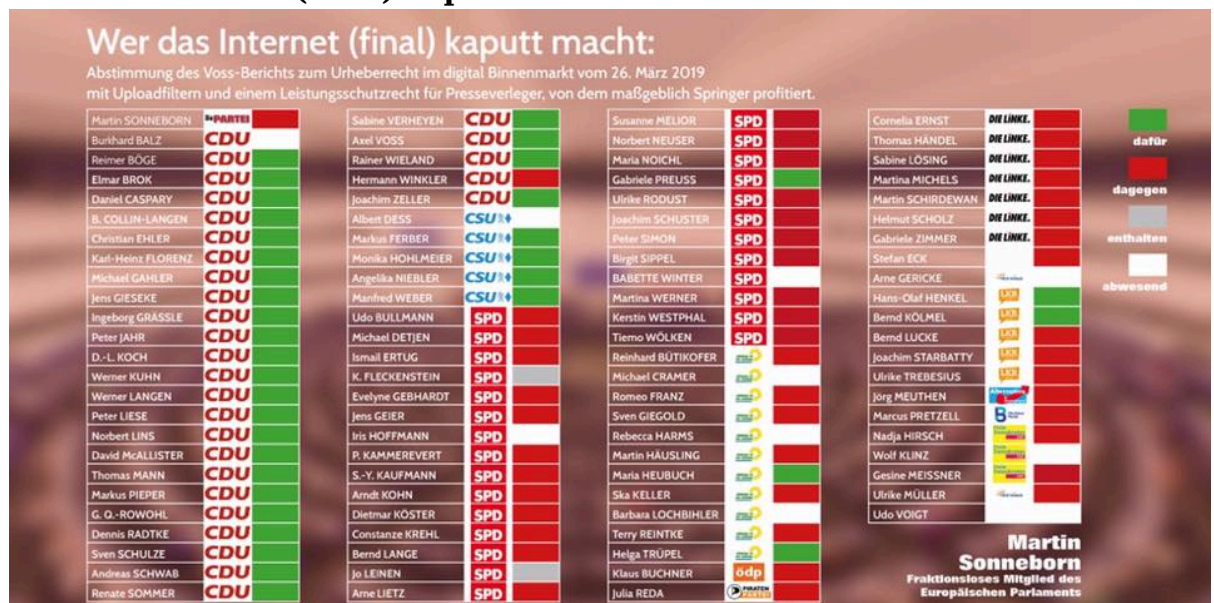 Wer das Internet (final) kaputt macht:
Abstimmung des Voss-Berichts zum Urheberrecht im digital Binnenmarkt vom 26. März 2019
mit Uploadfiltern und einem Leistungsschutzrecht für Presseverleger, von dem maßgeblich Springer profitiert.
Martin SONNEBORN Die PARTEI
Burkhard BALZ CDU
Reimer BÖGE CDU
Elmar BROK CDU
Daniel CASPARY CDU
B. COLLIN-LANGEN CDU
Christian EHLER CDU
Karl-Heinz FLORENZ CDU
Michael GAHLER CDU
Jens GIESEKE CDU
Ingeborg GRÄSSLE CDU
Peter JAHR CDU
D.-L. KOCH CDU
Werner KUHN CDU
Werner LANGEN CDU
Peter LIESE CDU
Norbert LINS CDU
David McALLISTER CDU
Thomas MANN CDU
Markus PIEPER CDU
G. Q.-ROWOHL CDU
Dennis RADTKE CDU
Sven SCHULZE CDU
Andreas SCHWAB CDU
Renate SOMMER CDU
Sabine VERHEYEN CDU
Axel VOSS CDU
Rainer WIELAND CDU
Hermann WINKLER CDU
Joachim ZELLER CDU
Albert DESS CSU
Markus FERBER CSU
Monika HOHLMEIER CSU
Angelika NIEBLER CSU
Manfred WEBER CSU
Udo BULLMANN SPD
Michael DETJEN SPD
Ismail ERTUG SPD
K. FLECKENSTEIN SPD
Evelyne GEBHARDT SPD
Jens GEIER SPD
Iris HOFFMANN SPD
P. KAMMEREVERT SPD
S.-Y. KAUFMANN SPD
Arndt KOHN SPD
Dietmar KÖSTER SPD
Constanze KREHL SPD
Bernd LANGE SPD
Jo LEINEN SPD
Arne LIETZ SPD
Susanne MELIOR SPD
Norbert NEUSER SPD
Maria NOICHL SPD
Gabriele PREUSS SPD
Ulrike RODUST SPD
Joachim SCHUSTER SPD
Peter SIMON SPD
Birgit SIPPEL SPD
BABETTE WINTER SPD
Martina WERNER SPD
Kerstin WESTPHAL SPD
Tiemo WÖLKEN SPD
Reinhard BÜTIKOFER
Michael CRAMER
Romeo FRANZ
Sven GIEGOLD
Rebecca HARMS
Martin HÄUSLING
Maria HEUBUCH
Ska KELLER
Barbara LOCHBIHLER
Terry REINTKE
Helga TRÜPEL
Klaus BUCHNER ödp
Julia REDA PIRATEN PARTEI
Cornelia ERNST DIE LINKE.
Thomas HÄNDEL DIE LINKE.
Sabine LÖSING DIE LINKE.
Martina MICHELS DIE LINKE.
Martin SCHIRDEWAN DIE LINKE.
Helmut SCHOLZ DIE LINKE.
Gabriele ZIMMER DIE LINKE.
Stefan ECK
Arne GERICKE
Hans-Olaf HENKEL LKR
Bernd KÖLMEL LKR
Bernd LUCKE LKR
Joachim STARBATTY LKR
Ulrike TREBESIUS LKR
Jörg MEUTHEN
Marcus PRETZELL
Nadja HIRSCH
Wolf KLINZ
Gesine MEISSNER
Ulrike MÜLLER
Udo VOIGT
dafür
dagegen
enthalten
abwesend
Martin
Sonneborn
Fraktionsloses Mitglied des
Europäischen Parlaments